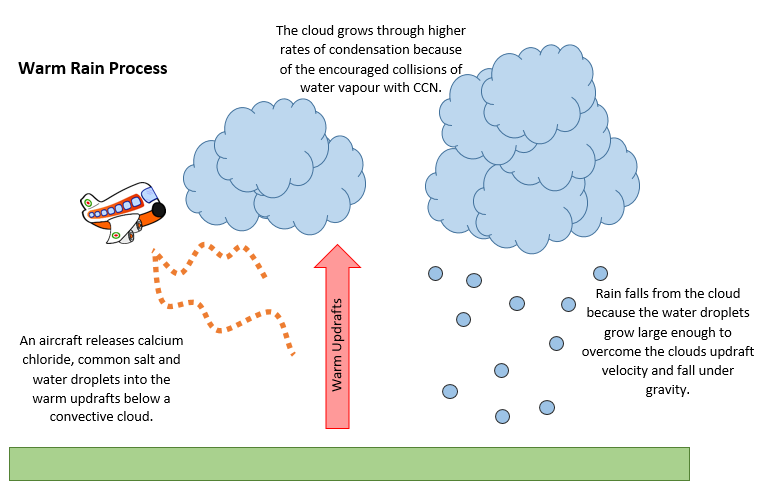 Warm Rain Process
The cloud grows through higher
rates of condensation because
of the encouraged collisions of
water vapour with CCN.
An aircraft releases calcium
chloride, common salt and
water droplets into the
warm updrafts below a
convective cloud.
Warm Updrafts
Rain falls from the cloud
because the water droplets
grow large enough to
overcome the clouds updraft
velocity and fall under
gravity.